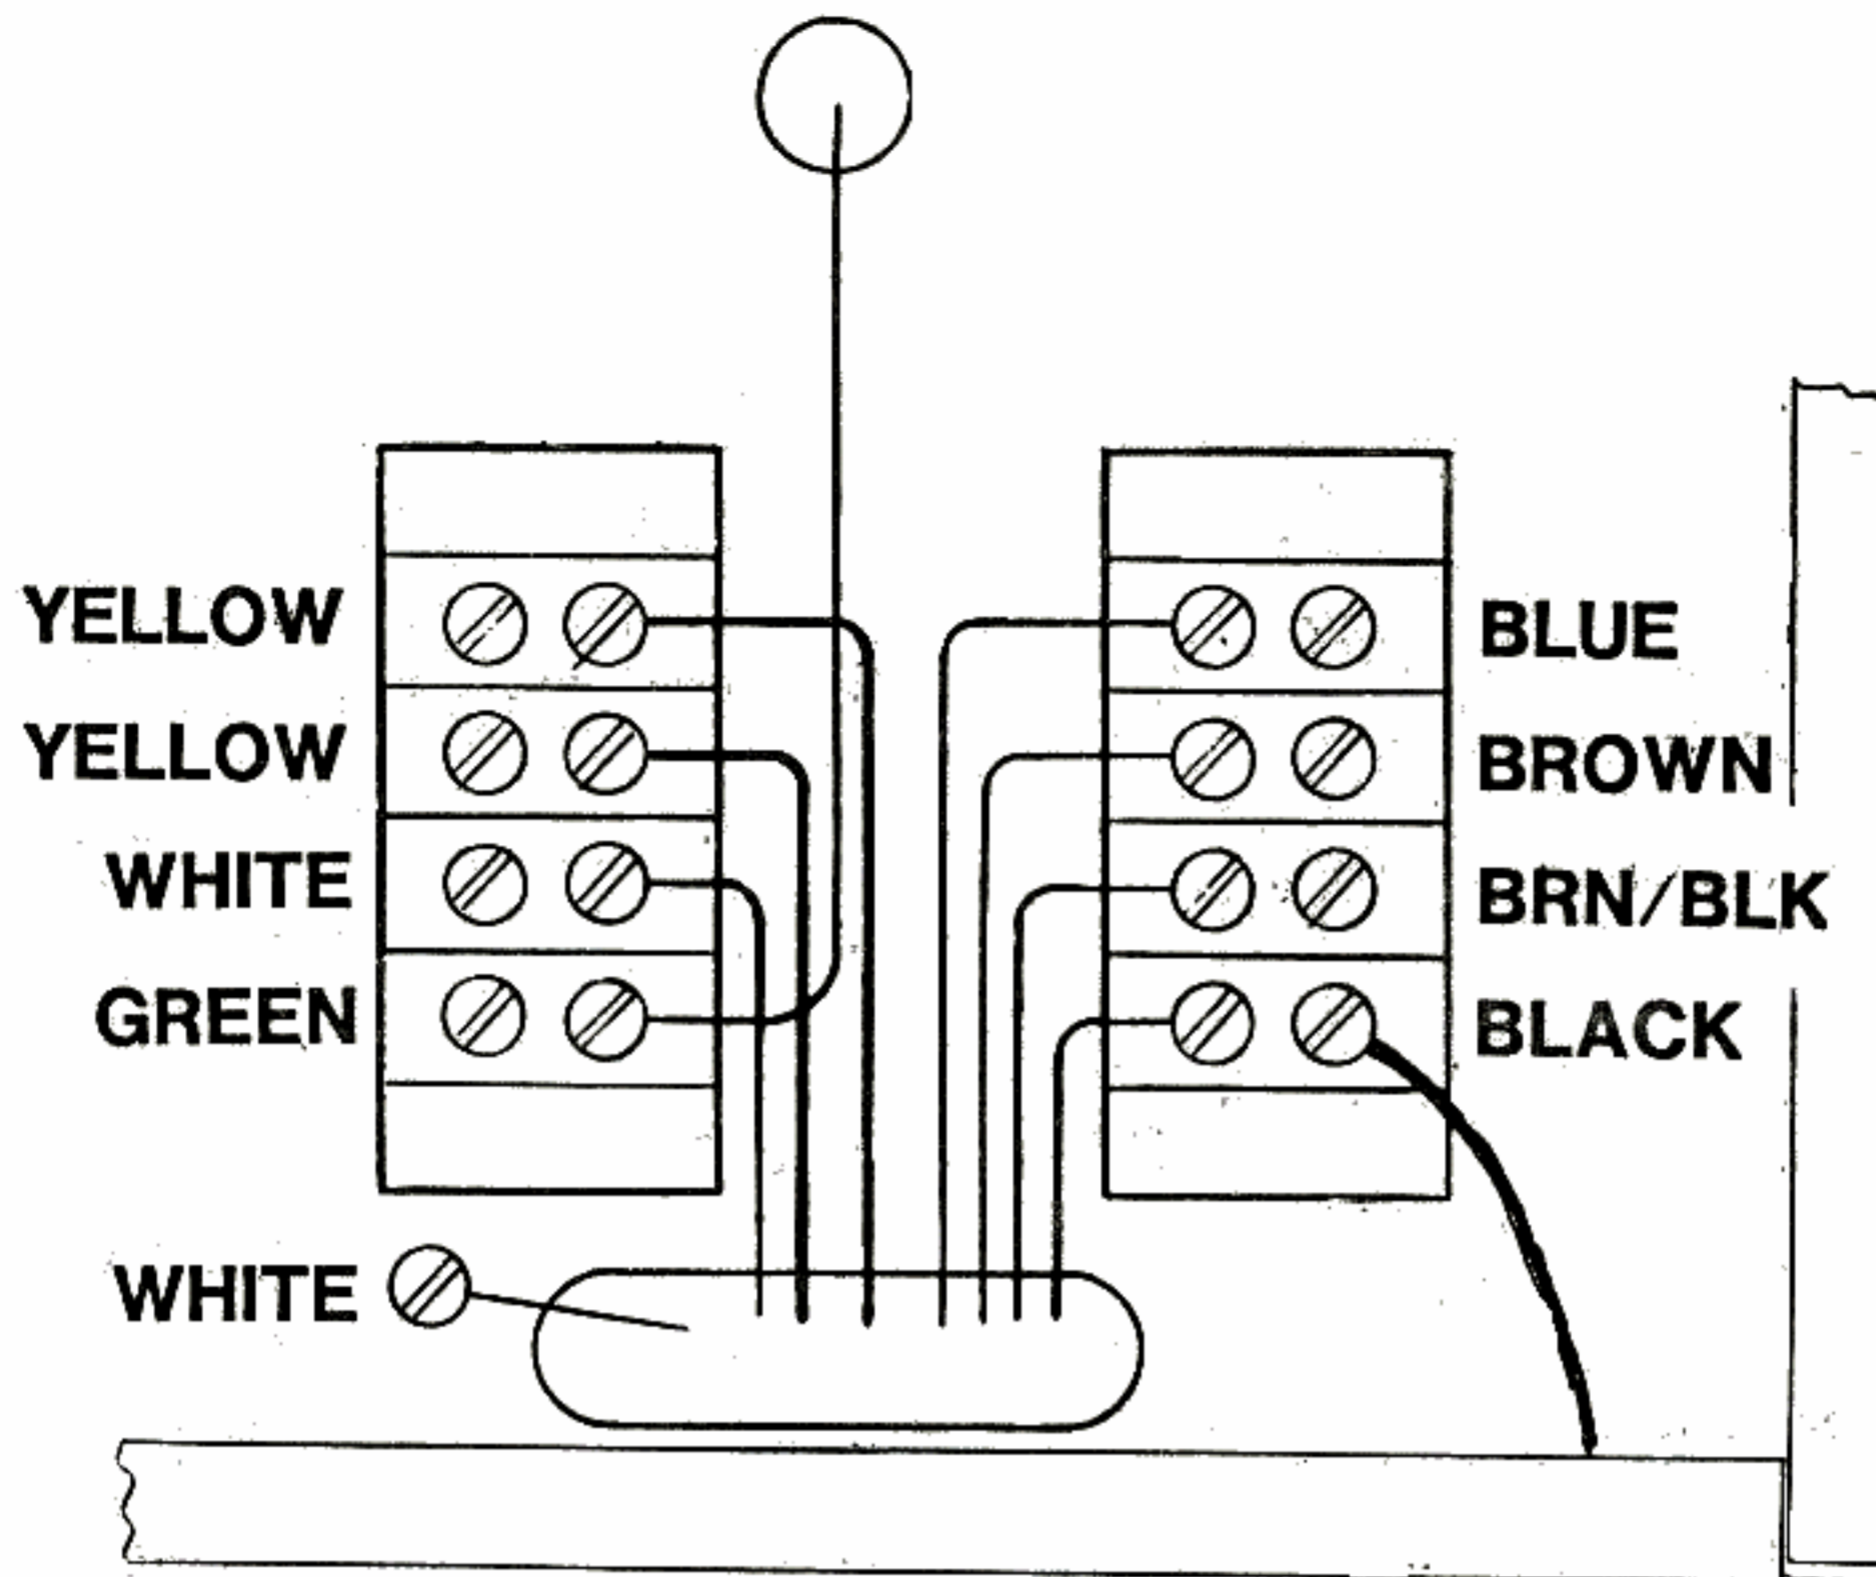 YELLOW
YELLOW
WHITE
GREEN
WHITE
BLUE
BROWN
BRN/BLK
BLACK